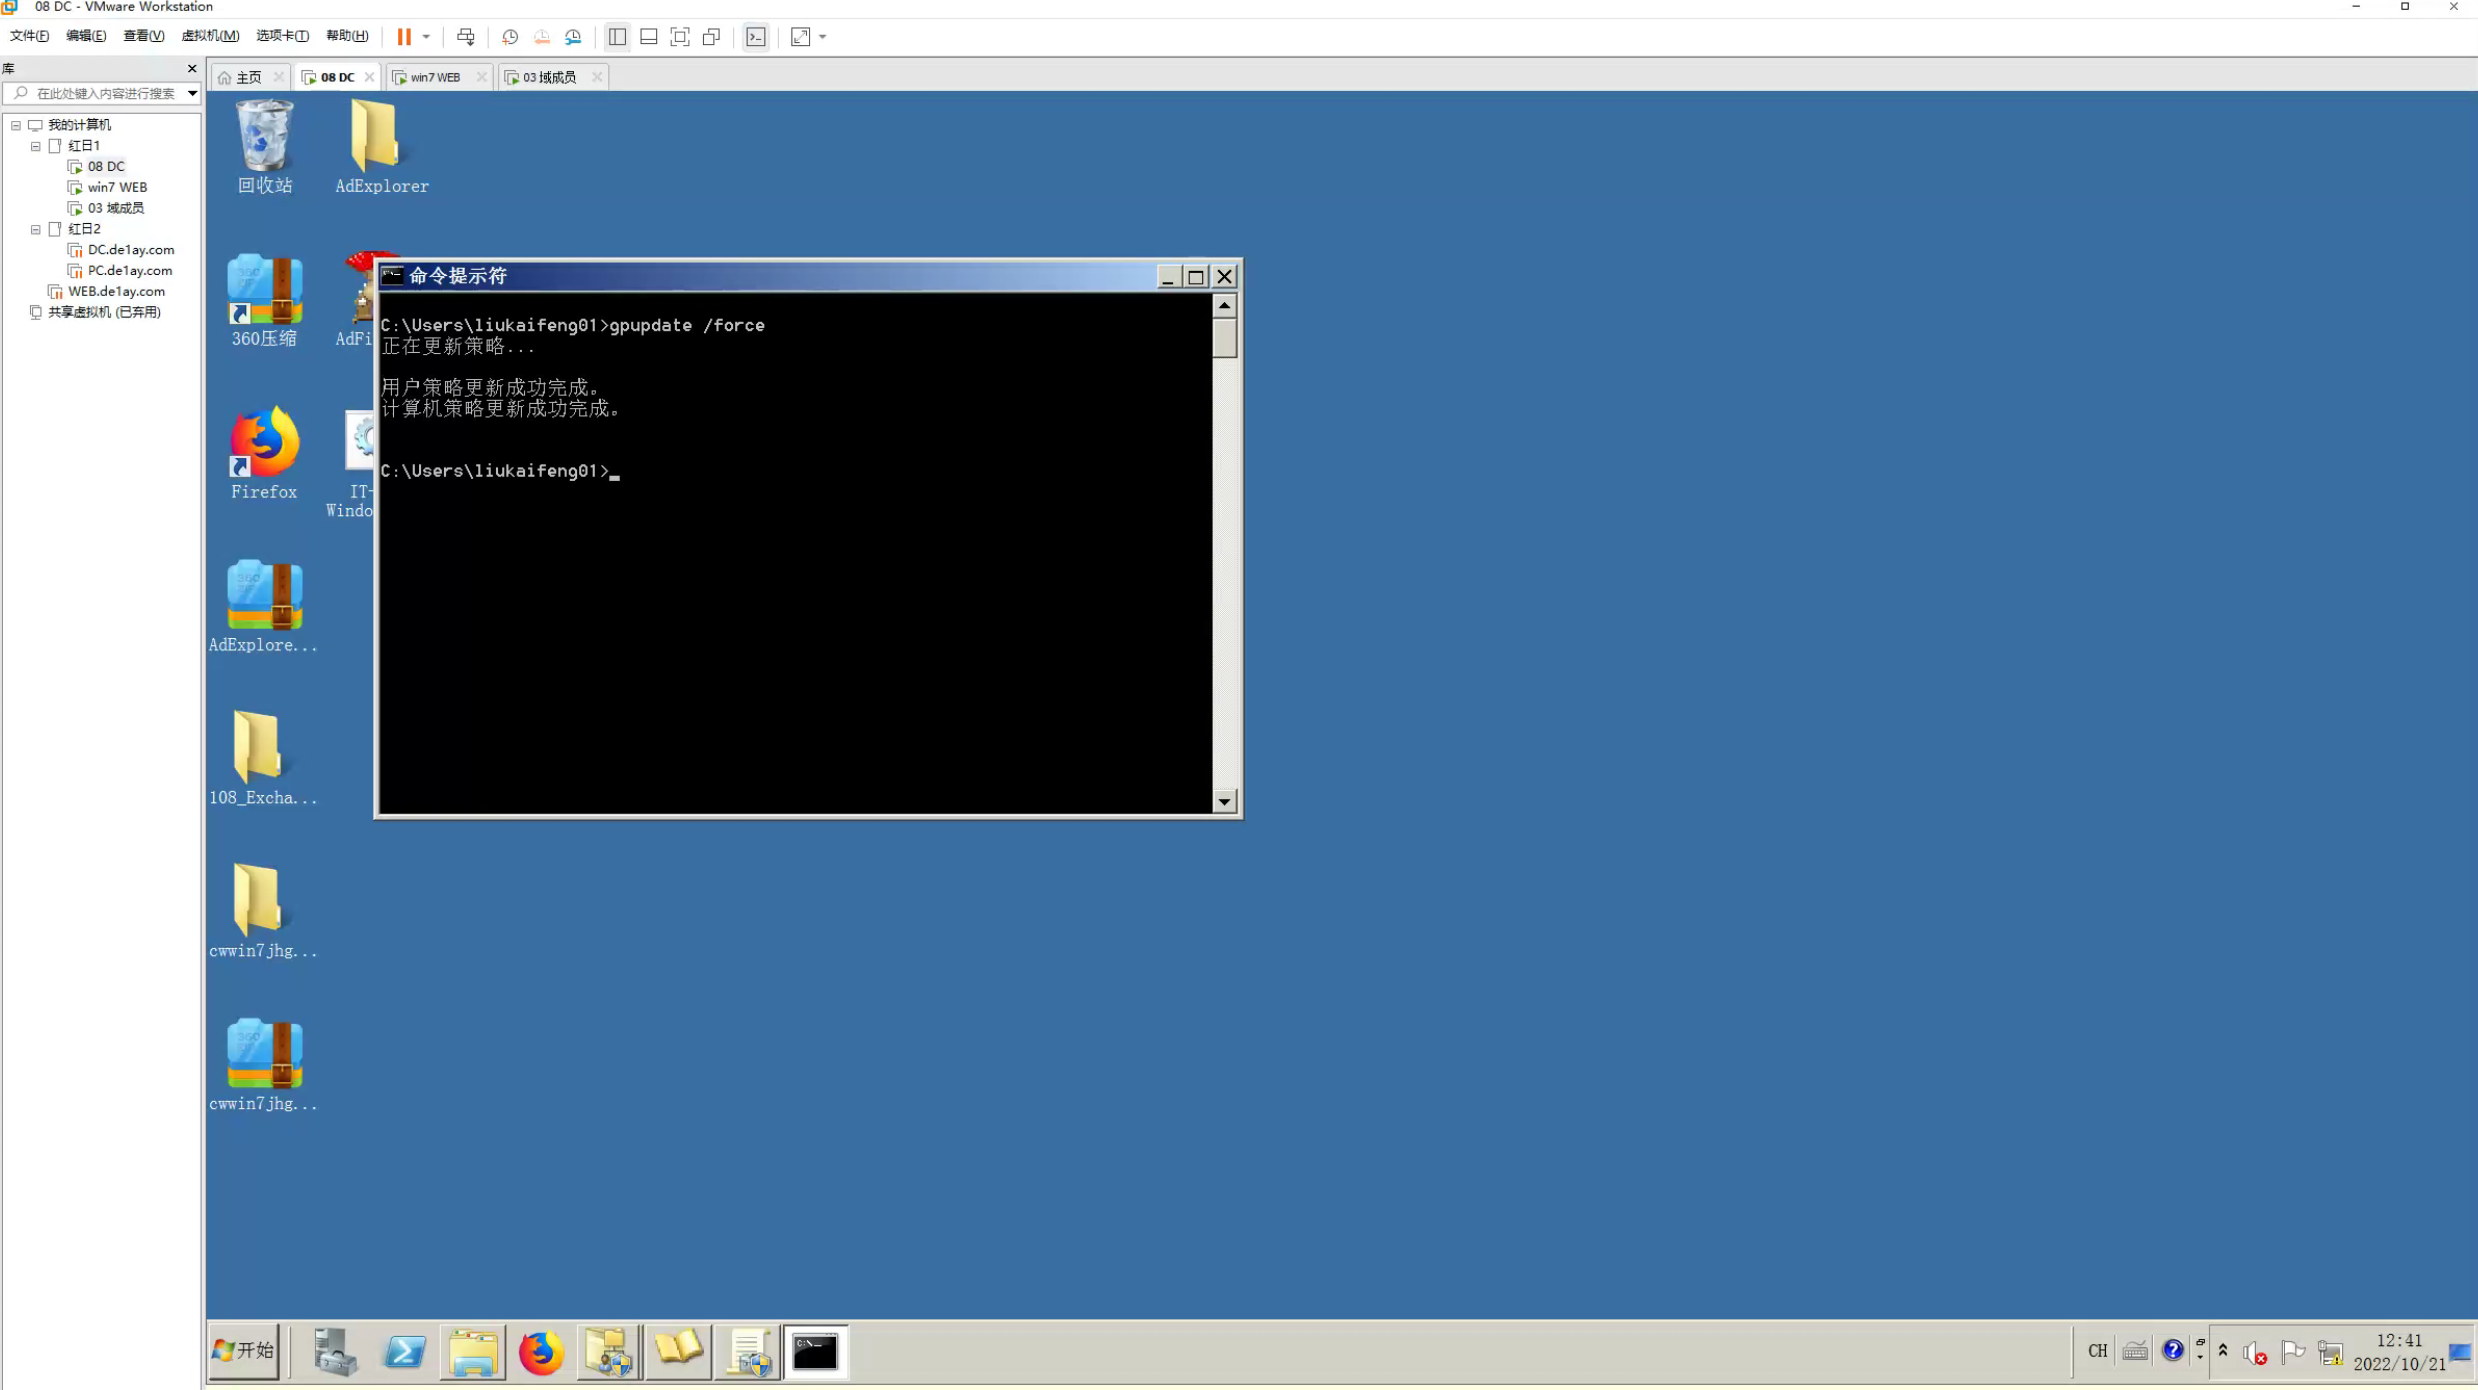 08 DC - VMware Workstation
文件(F) 编辑(E) 查看(V) 虚拟机(M) 选项卡(T) 帮助(H)
库
在此处键入内容进行搜索
我的计算机
红日1
08 DC
win7 WEB
03 域成员
红日2
DC.de1ay.com
PC.de1ay.com
WEB.de1ay.com
共享虚拟机 (已弃用)
主页 08 DC win7 WEB 03 域成员
回收站 AdExplorer
360压缩 AdFi
Firefox IT-
Windo
AdExplore...
108_Excha...
cwwin7jhg...
cwwin7jhg...
命令提示符
C:\Users\liukaifeng01>gpupdate /force
正在更新策略...
用户策略更新成功完成。
计算机策略更新成功完成。
C:\Users\liukaifeng01>
开始 CH 12:41
2022/10/21